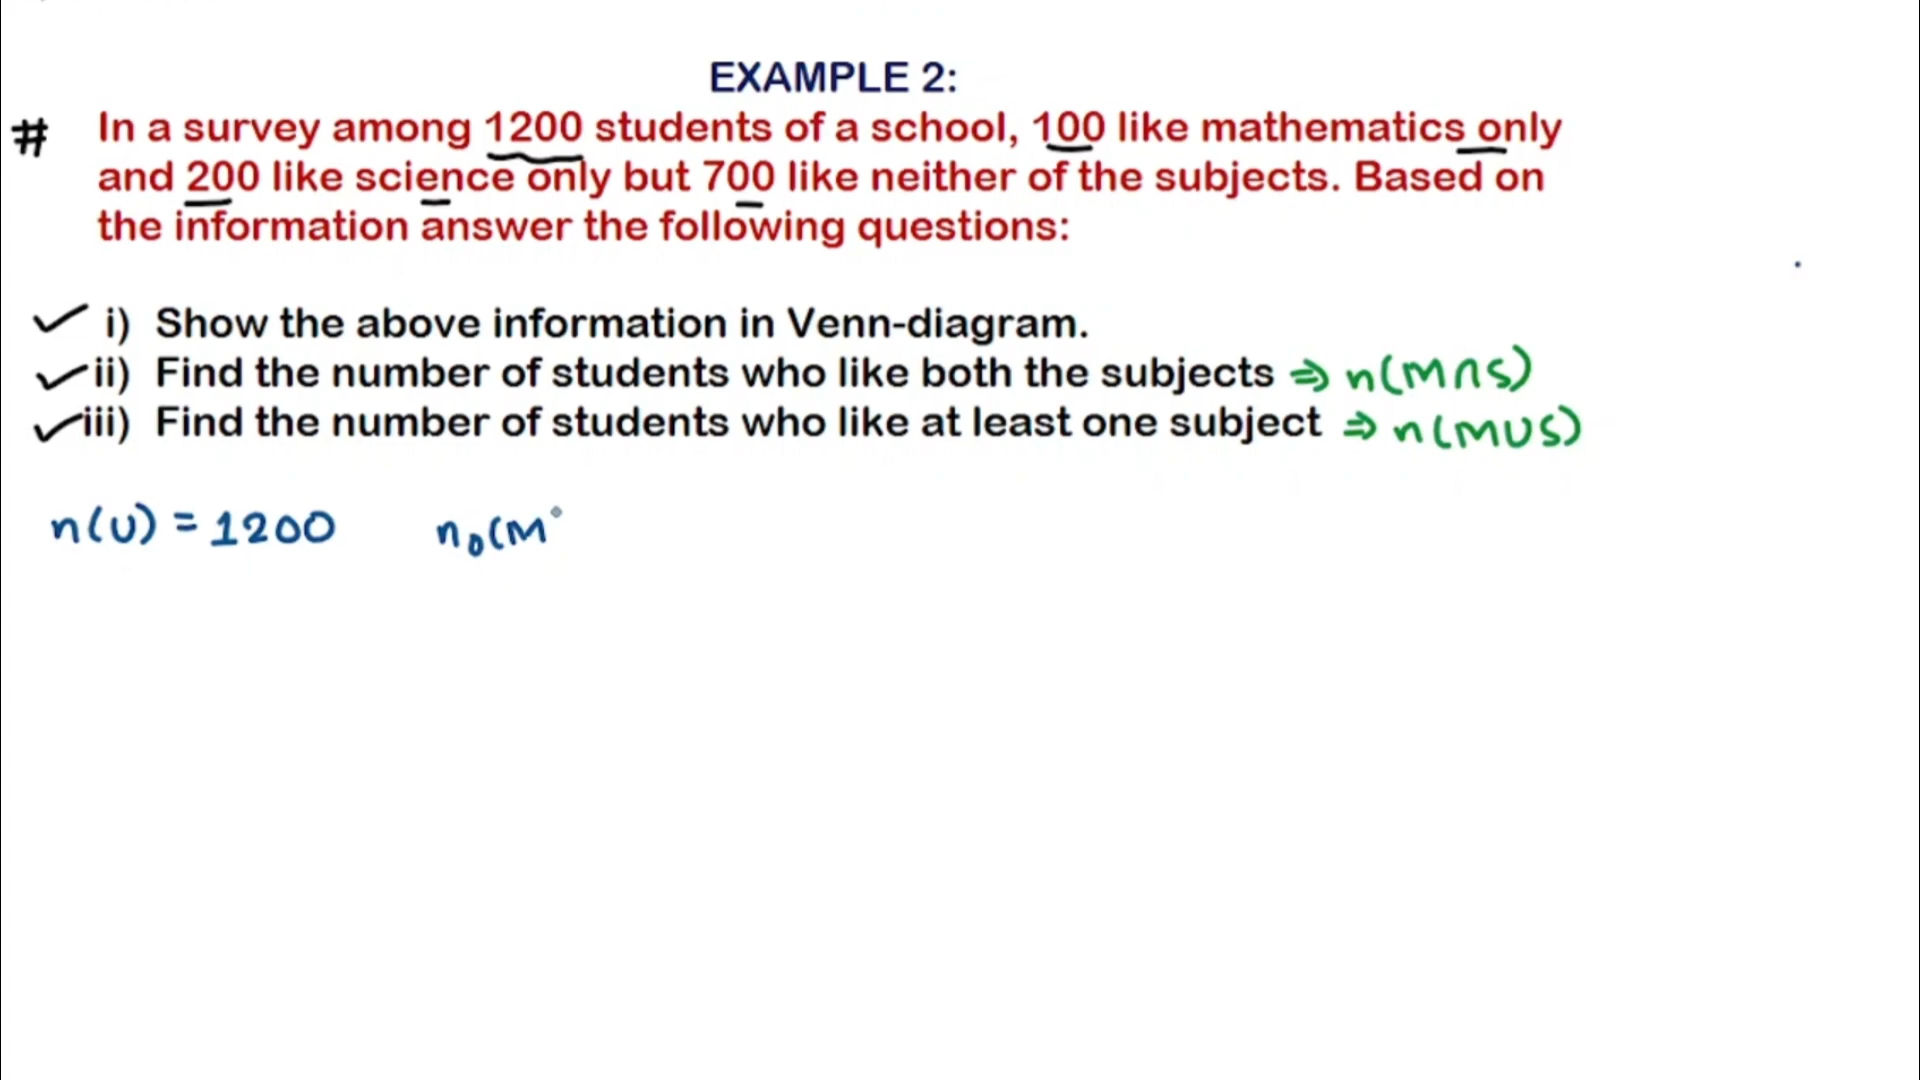 EXAMPLE 2:
# In a survey among 1200 students of a school, 100 like mathematics only
and 200 like science only but 700 like neither of the subjects. Based on
the information answer the following questions:
i) Show the above information in Venn-diagram.
ii) Find the number of students who like both the subjects ⇒ n(M∩S)
iii) Find the number of students who like at least one subject ⇒ n(M∪S)
n(U) = 1200 n₀(M